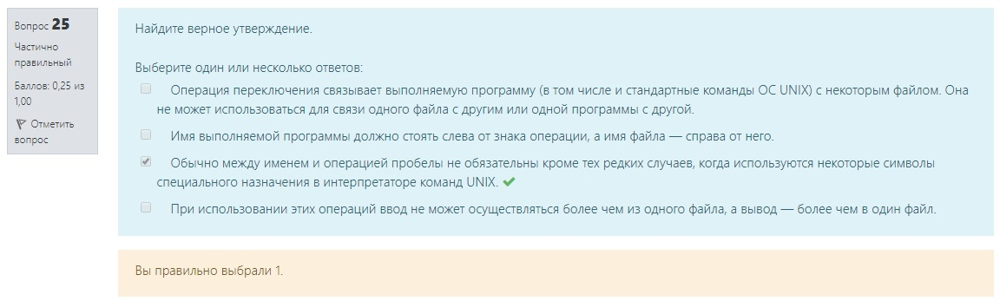 Вопрос 25
Частично
правильный
Баллов: 0,25 из
1,00
Отметить
вопрос
Найдите верное утверждение.
Выберите один или несколько ответов:
Операция переключения связывает выполняемую программу (в том числе и стандартные команды ОС UNIX) с некоторым файлом. Она
не может использоваться для связи одного файла с другим или одной программы с другой.
Имя выполняемой программы должно стоять слева от знака операции, а имя файла — справа от него.
Обычно между именем и операцией пробелы не обязательны кроме тех редких случаев, когда используются некоторые символы
специального назначения в интерпретаторе команд UNIX.
При использовании этих операций ввод не может осуществляться более чем из одного файла, а вывод — более чем в один файл.
Вы правильно выбрали 1.